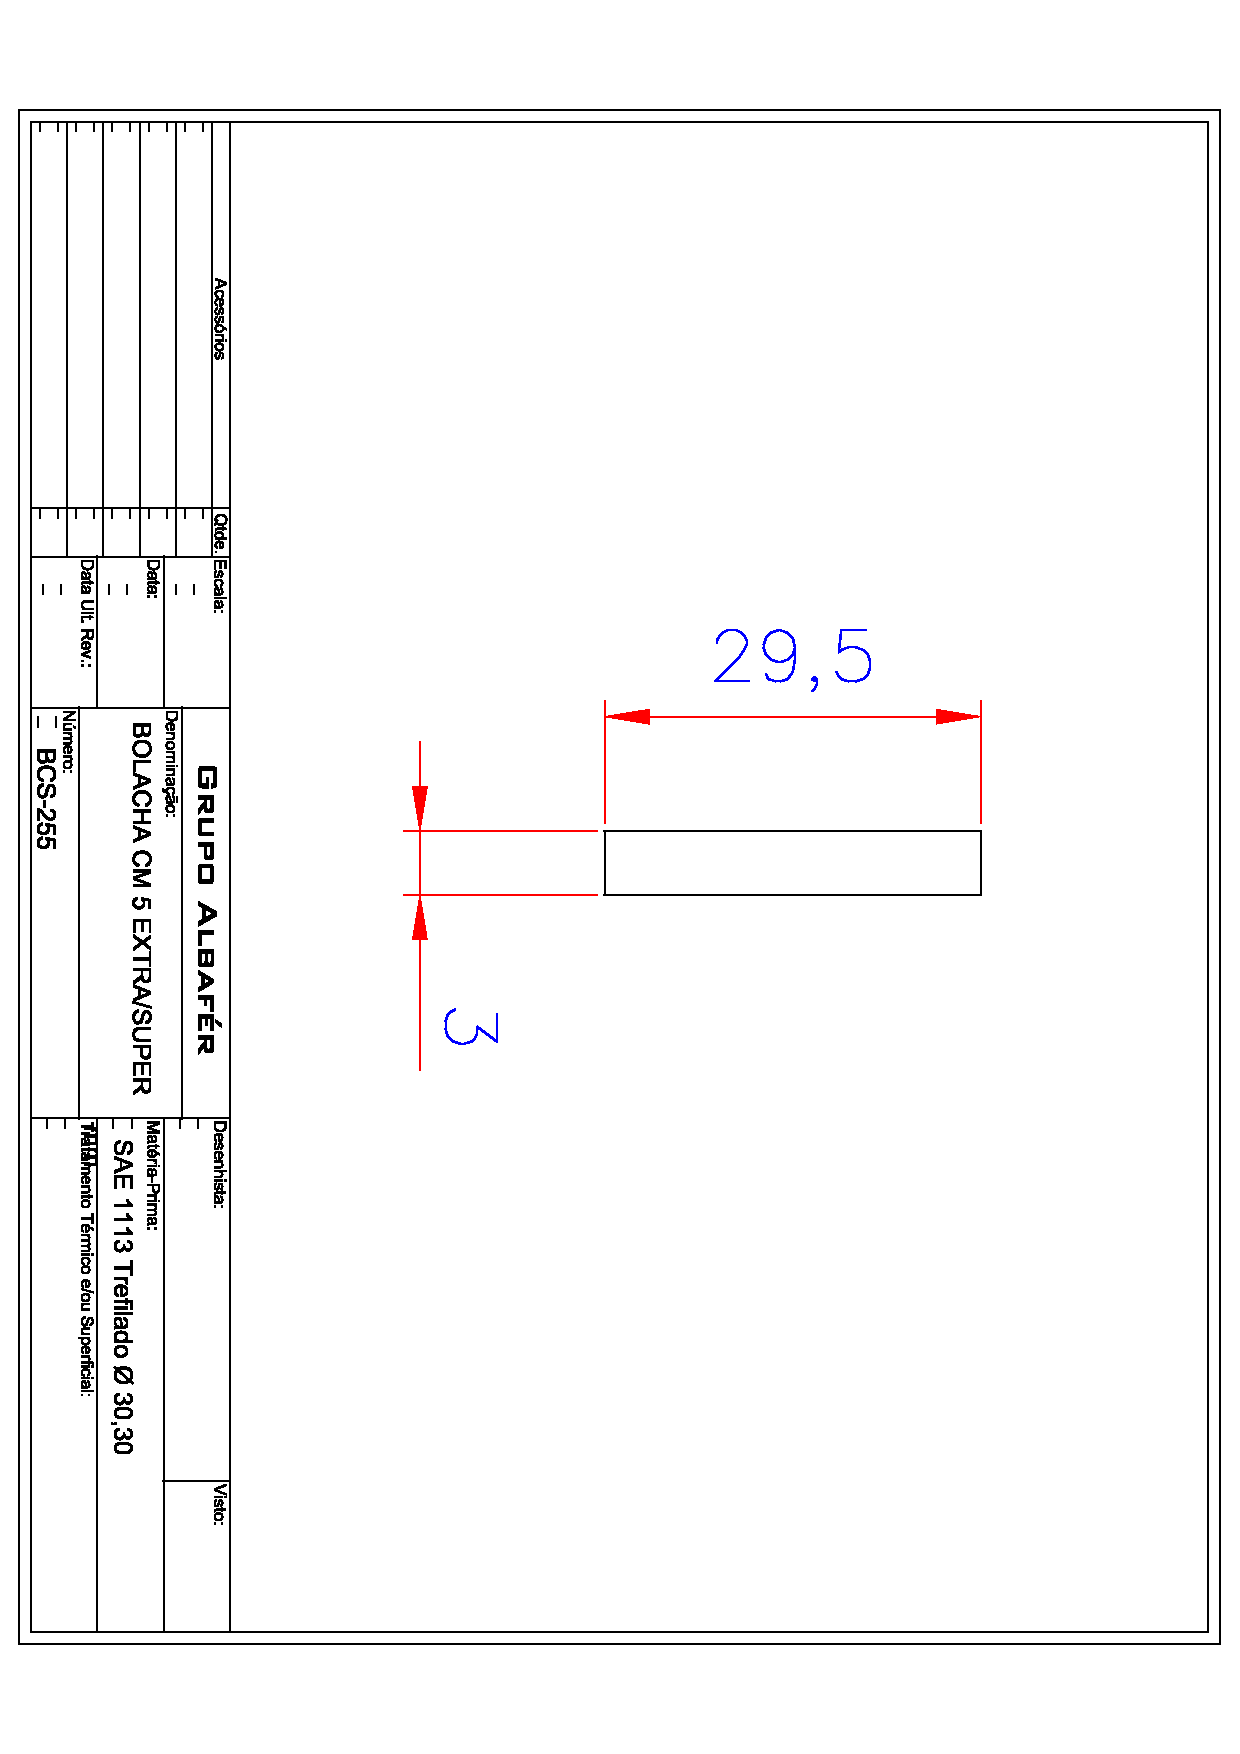 29,5
3
Acessórios
Qtde.
Escala:
Data:
Data Ult. Rev.:
GRUPO ALBAFÉR
Denominação:
BOLACHA CM 5 EXTRA/SUPER
Número:
BCS-255
Desenhista:
Visto:
Matéria-Prima:
SAE 1113 Trefilado Ø 30,30
Tratamento Térmico e/ou Superficial: